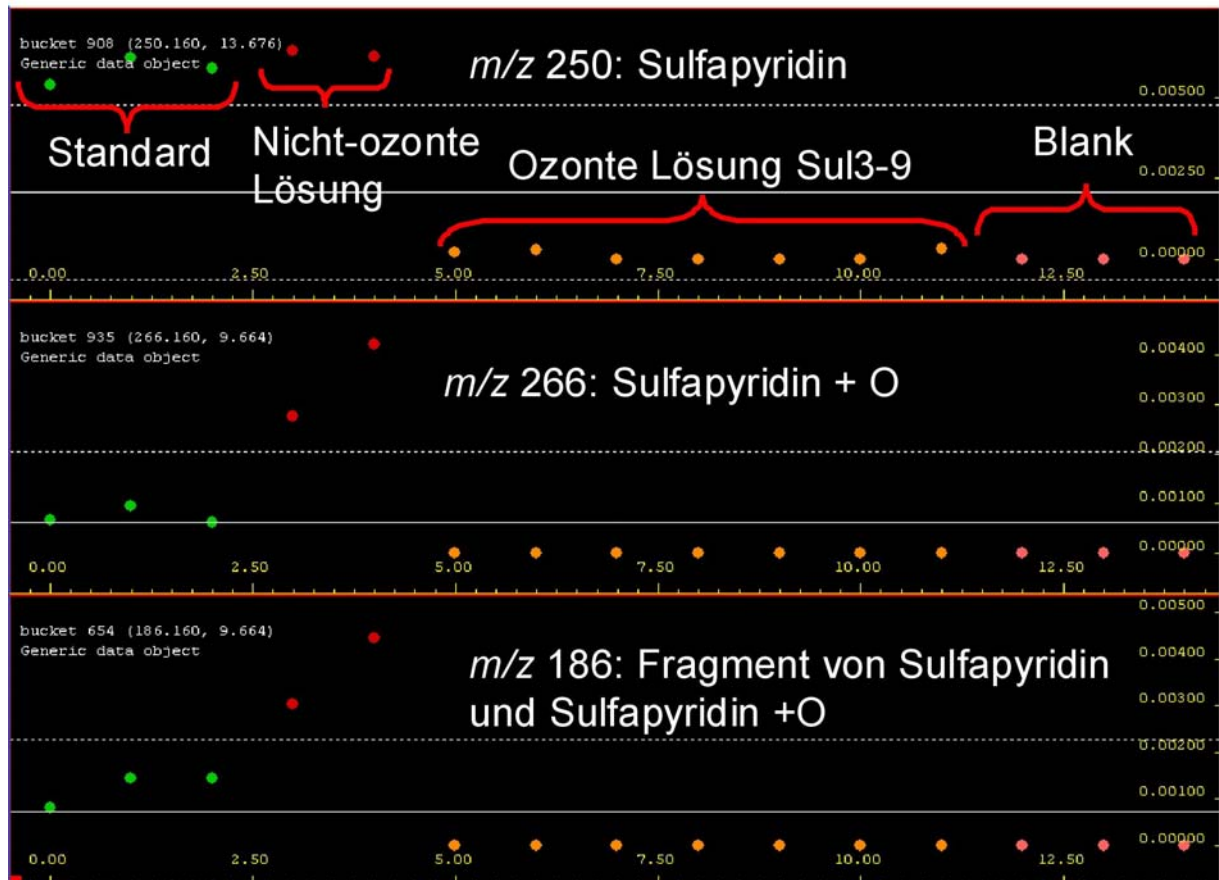 bucket 908 (250.160, 13.676)
Generic data object
m/z 250: Sulfapyridin
0.00500
Standard
Nicht-ozonte
Lösung
Ozonte Lösung Sul3-9
Blank
0.00250
0.00000
0.00 2.50 5.00 7.50 10.00 12.50
bucket 935 (266.160, 9.664)
Generic data object
0.00400
m/z 266: Sulfapyridin + O
0.00300
0.00200
0.00100
0.00000
0.00 2.50 5.00 7.50 10.00 12.50
0.00500
bucket 654 (186.160, 9.664)
Generic data object
0.00400
m/z 186: Fragment von Sulfapyridin
und Sulfapyridin +O
0.00300
0.00200
0.00100
0.00000
0.00 2.50 5.00 7.50 10.00 12.50